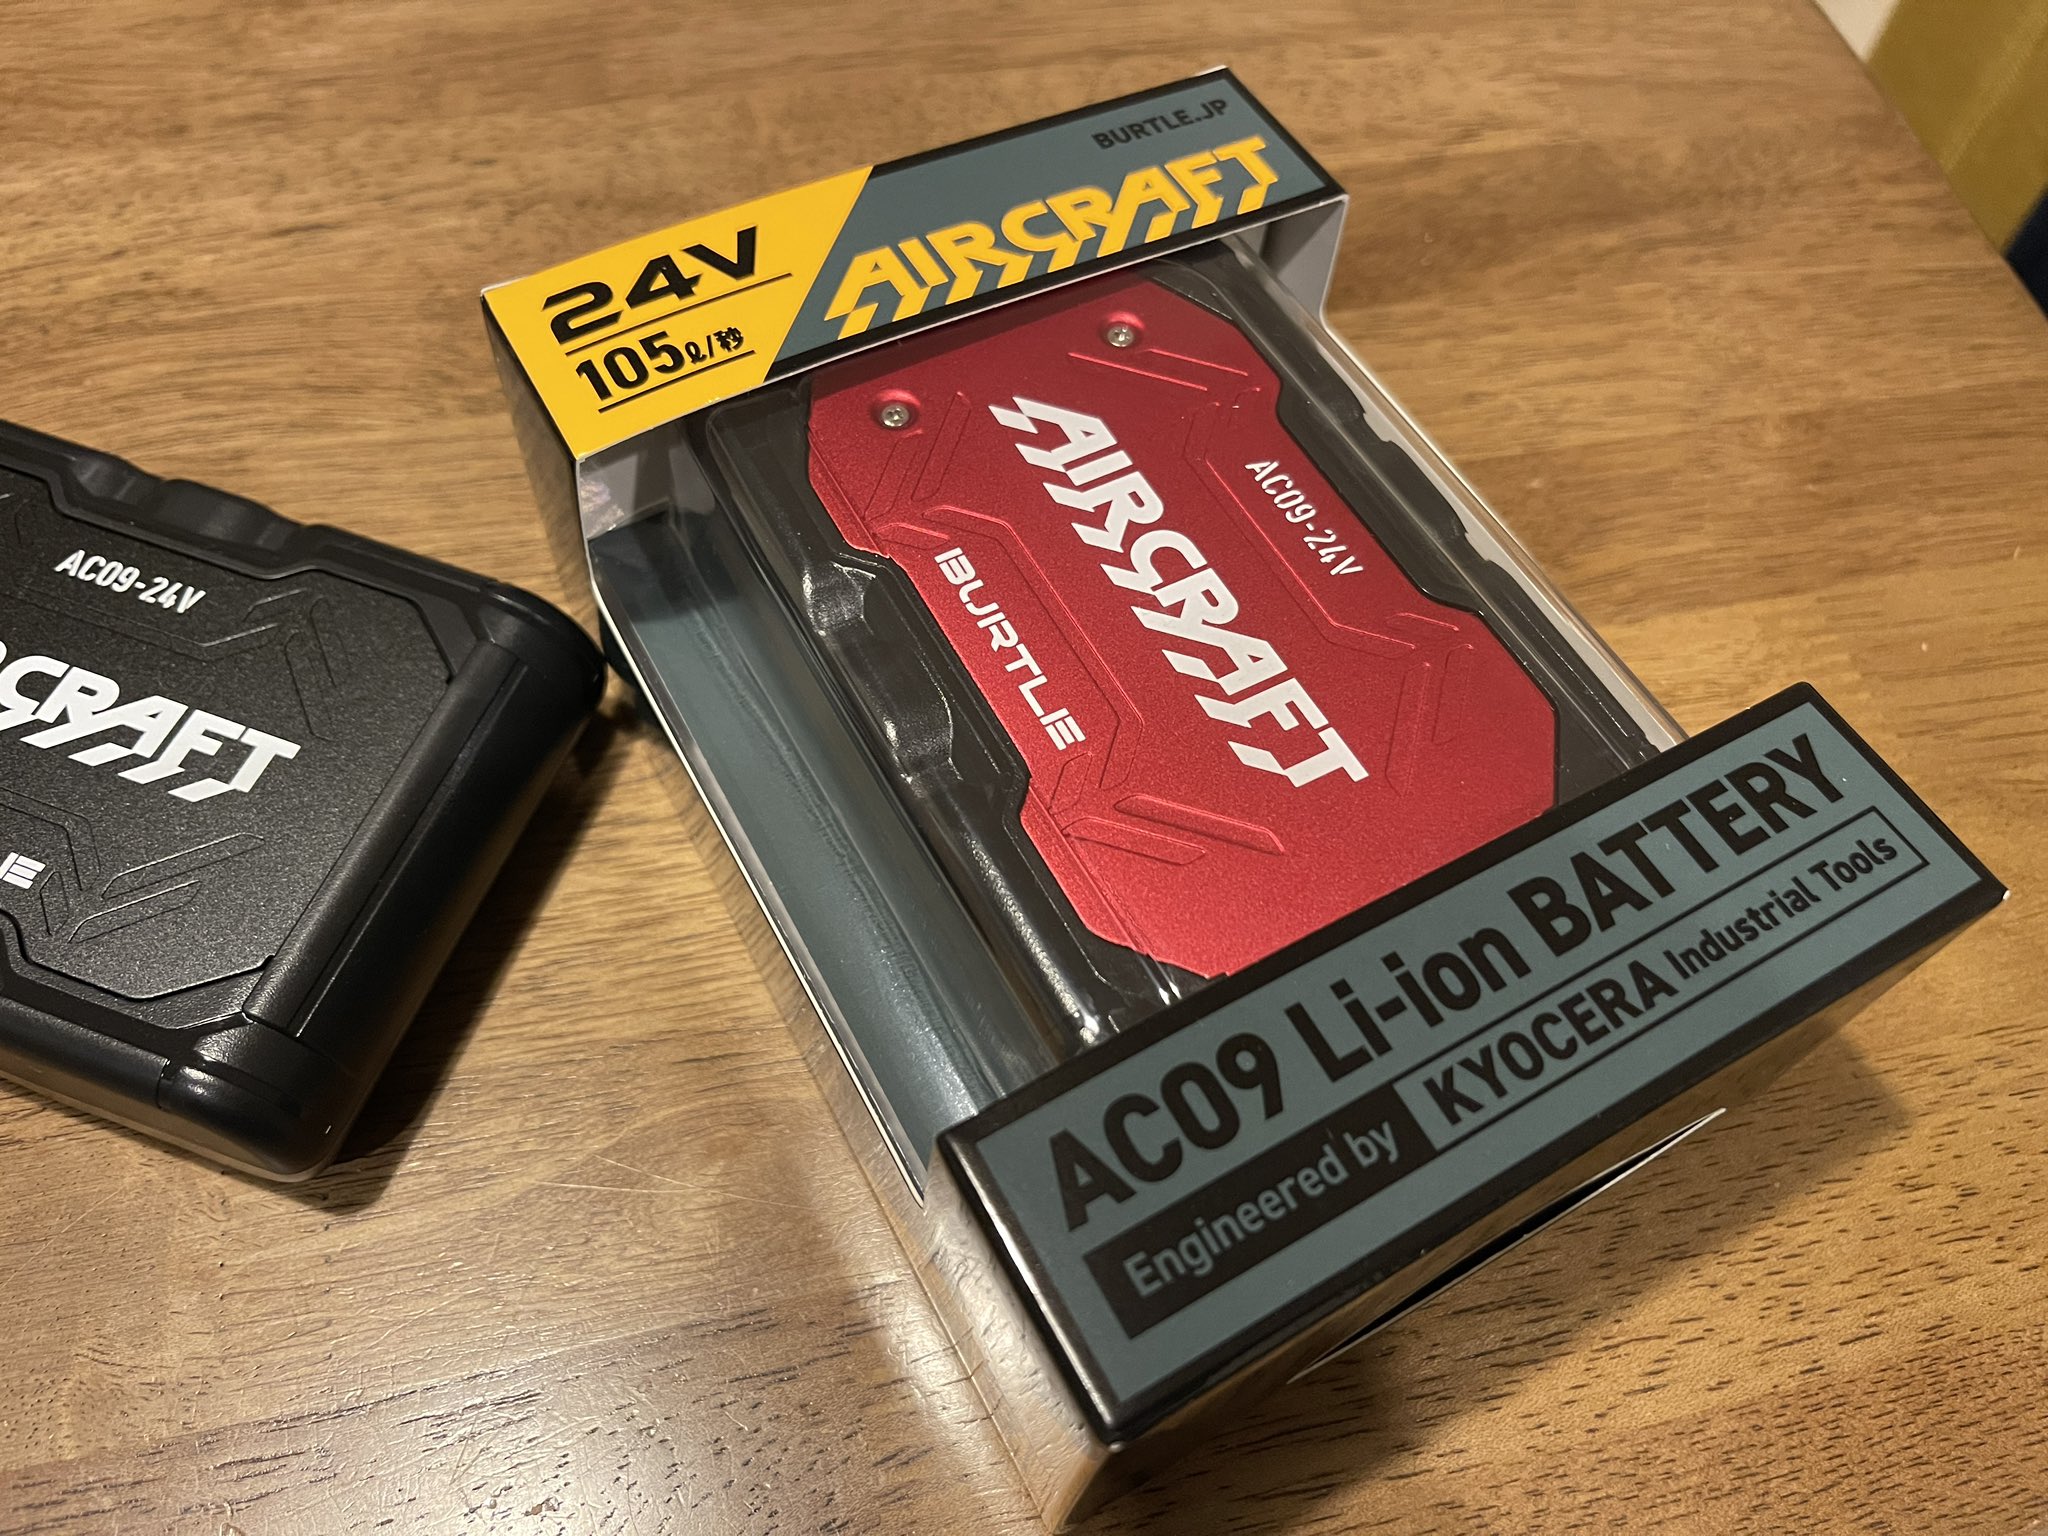 BURTLE.JP
24V
AIRCRAFT
105ℓ/秒
AC09-24V
AIRCRAFT
BURTLE
AC09 Li-ion BATTERY
Engineered by KYOCERA Industrial Tools
AC09-24V
CRAFT
E